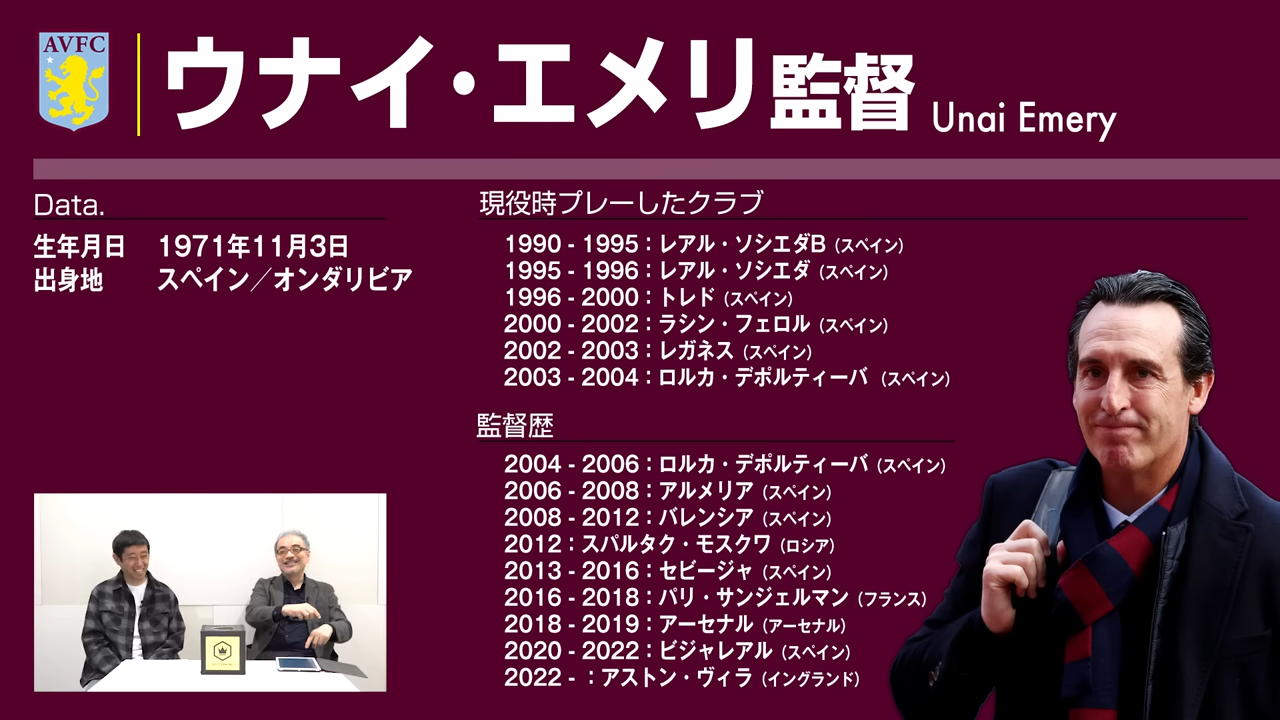 AVFC
ウナイ・エメリ監督 Unai Emery
Data.
生年月日 1971年11月3日
出身地 スペイン／オンダリビア
現役時プレーしたクラブ
1990 - 1995：レアル・ソシエダB（スペイン）
1995 - 1996：レアル・ソシエダ（スペイン）
1996 - 2000：トレド（スペイン）
2000 - 2002：ラシン・フェロル（スペイン）
2002 - 2003：レガネス（スペイン）
2003 - 2004：ロルカ・デポルティーバ（スペイン）
監督歴
2004 - 2006：ロルカ・デポルティーバ（スペイン）
2006 - 2008：アルメリア（スペイン）
2008 - 2012：バレンシア（スペイン）
2012：スパルタク・モスクワ（ロシア）
2013 - 2016：セビージャ（スペイン）
2016 - 2018：パリ・サンジェルマン（フランス）
2018 - 2019：アーセナル（アーセナル）
2020 - 2022：ビジャレアル（スペイン）
2022 - ：アストン・ヴィラ（イングランド）